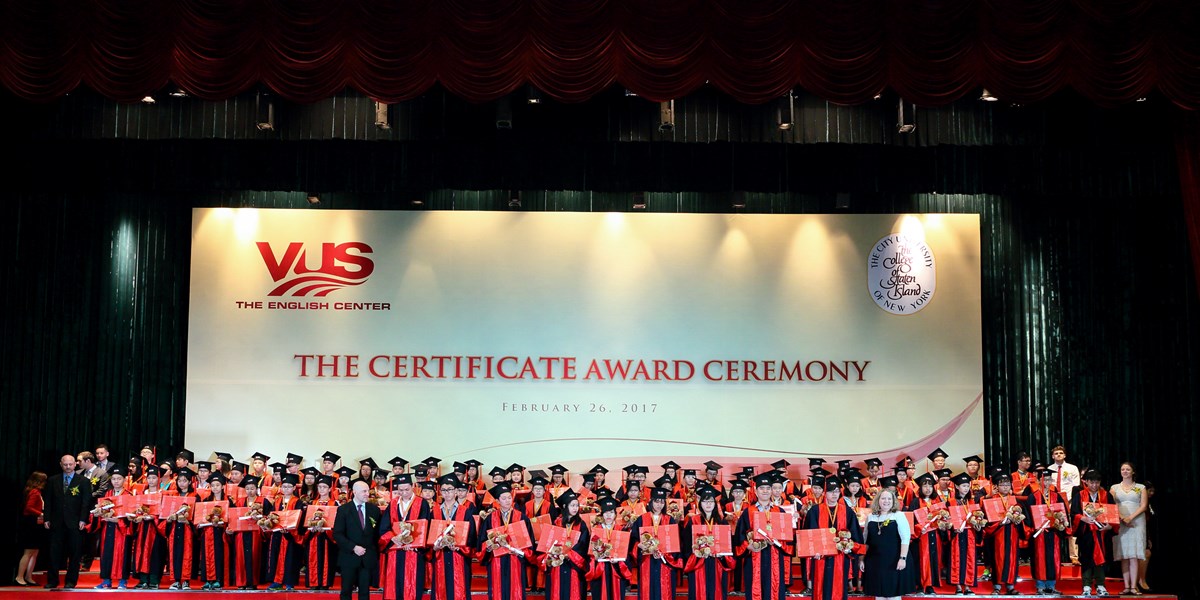 VUS
THE ENGLISH CENTER
THE CITY UNIVERSITY
The
College
of
Staten
Island
OF NEW YORK
THE CERTIFICATE AWARD CEREMONY
FEBRUARY 26, 2017